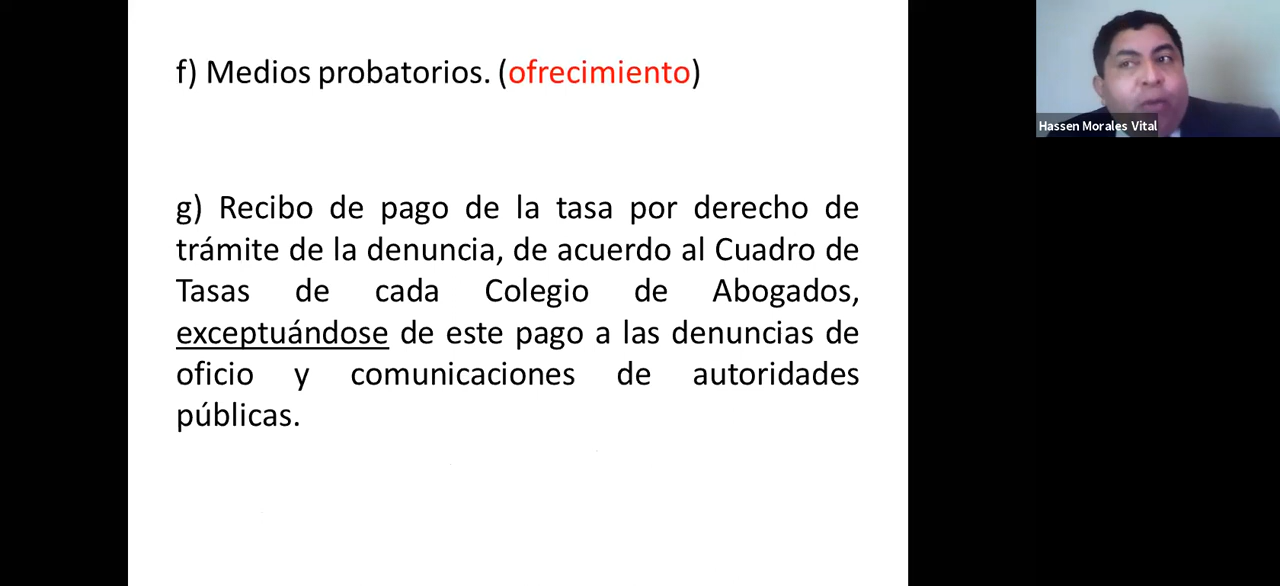 f) Medios probatorios. (ofrecimiento)
Hassen Morales Vital
g) Recibo de pago de la tasa por derecho de
trámite de la denuncia, de acuerdo al Cuadro de
Tasas de cada Colegio de Abogados,
exceptuándose de este pago a las denuncias de
oficio y comunicaciones de autoridades
públicas.